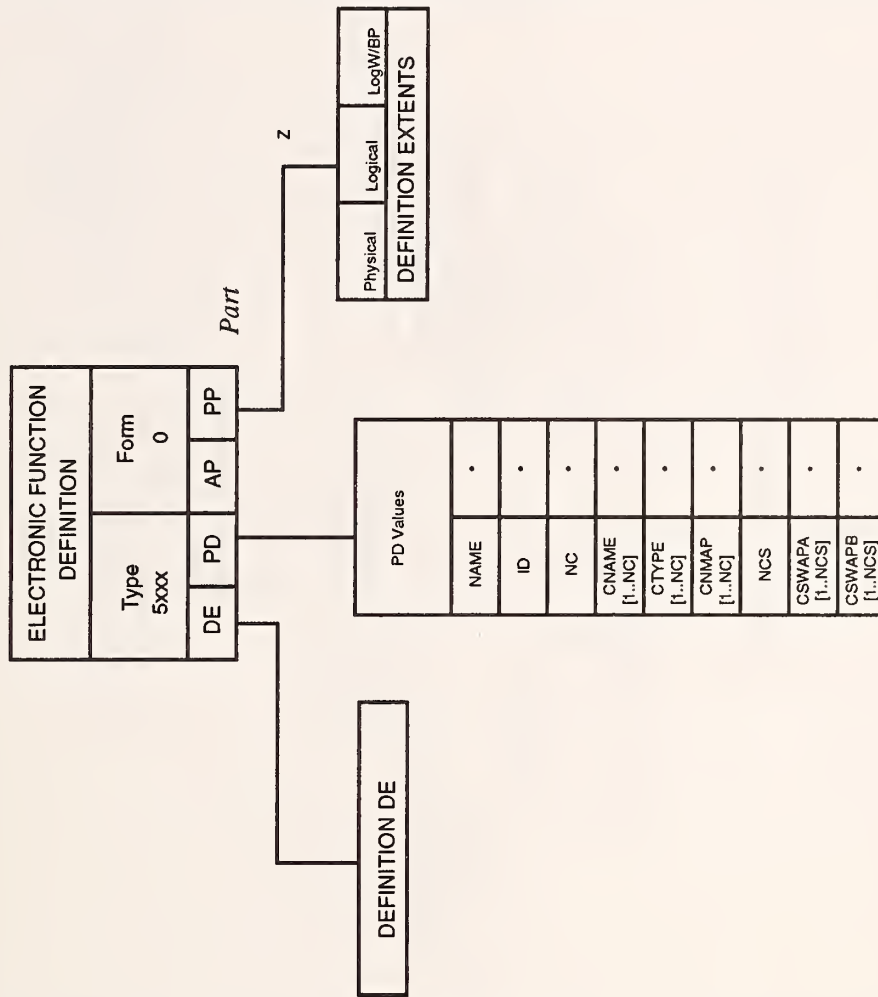 ELECTRONIC FUNCTION
DEFINITION
Type
5xxx
Form
0
DE
PD
AP
PP
Part
Z
DEFINITION DE
PD Values
NAME
•
ID
•
NC
•
CNAME
[1..NC]
•
CTYPE
[1..NC]
•
CNMAP
[1..NC]
•
NCS
•
CSWAPA
[1..NCS]
•
CSWAPB
[1..NCS]
•
Physical
Logical
LogW/BP
DEFINITION EXTENTS